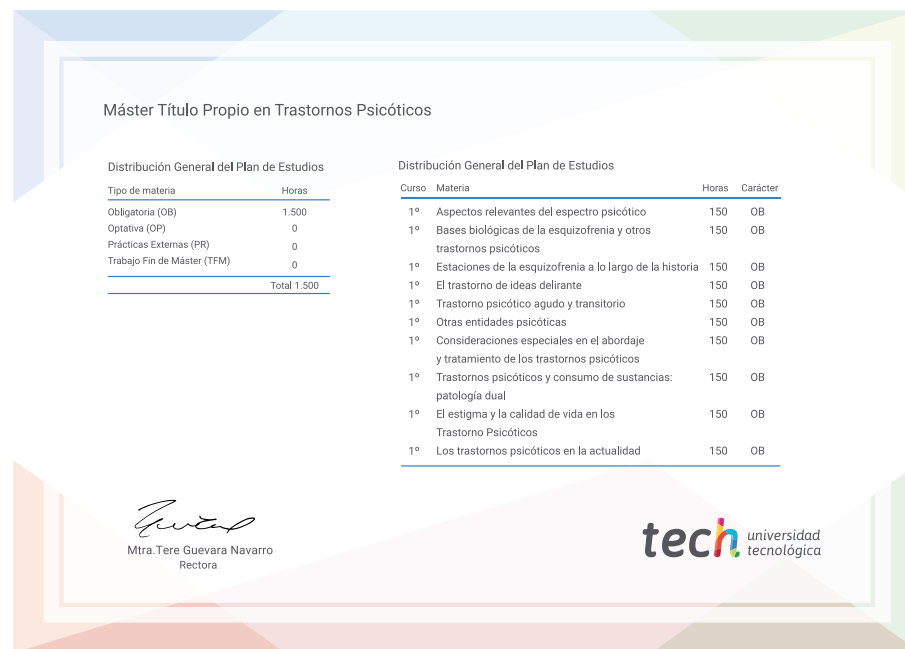 Máster Título Propio en Trastornos Psicóticos
Distribución General del Plan de Estudios
Tipo de materia Horas
Obligatoria (OB) 1.500
Optativa (OP) 0
Prácticas Externas (PR) 0
Trabajo Fin de Máster (TFM) 0
Total 1.500
Distribución General del Plan de Estudios
Curso Materia Horas Carácter
1º Aspectos relevantes del espectro psicótico 150 OB
1º Bases biológicas de la esquizofrenia y otros 150 OB
trastornos psicóticos
1º Estaciones de la esquizofrenia a lo largo de la historia 150 OB
1º El trastorno de ideas delirante 150 OB
1º Trastorno psicótico agudo y transitorio 150 OB
1º Otras entidades psicóticas 150 OB
1º Consideraciones especiales en el abordaje 150 OB
y tratamiento de los trastornos psicóticos
1º Trastornos psicóticos y consumo de sustancias: 150 OB
patología dual
1º El estigma y la calidad de vida en los 150 OB
Trastorno Psicóticos
1º Los trastornos psicóticos en la actualidad 150 OB
Mtra.Tere Guevara Navarro
Rectora
tech universidad
tecnológica